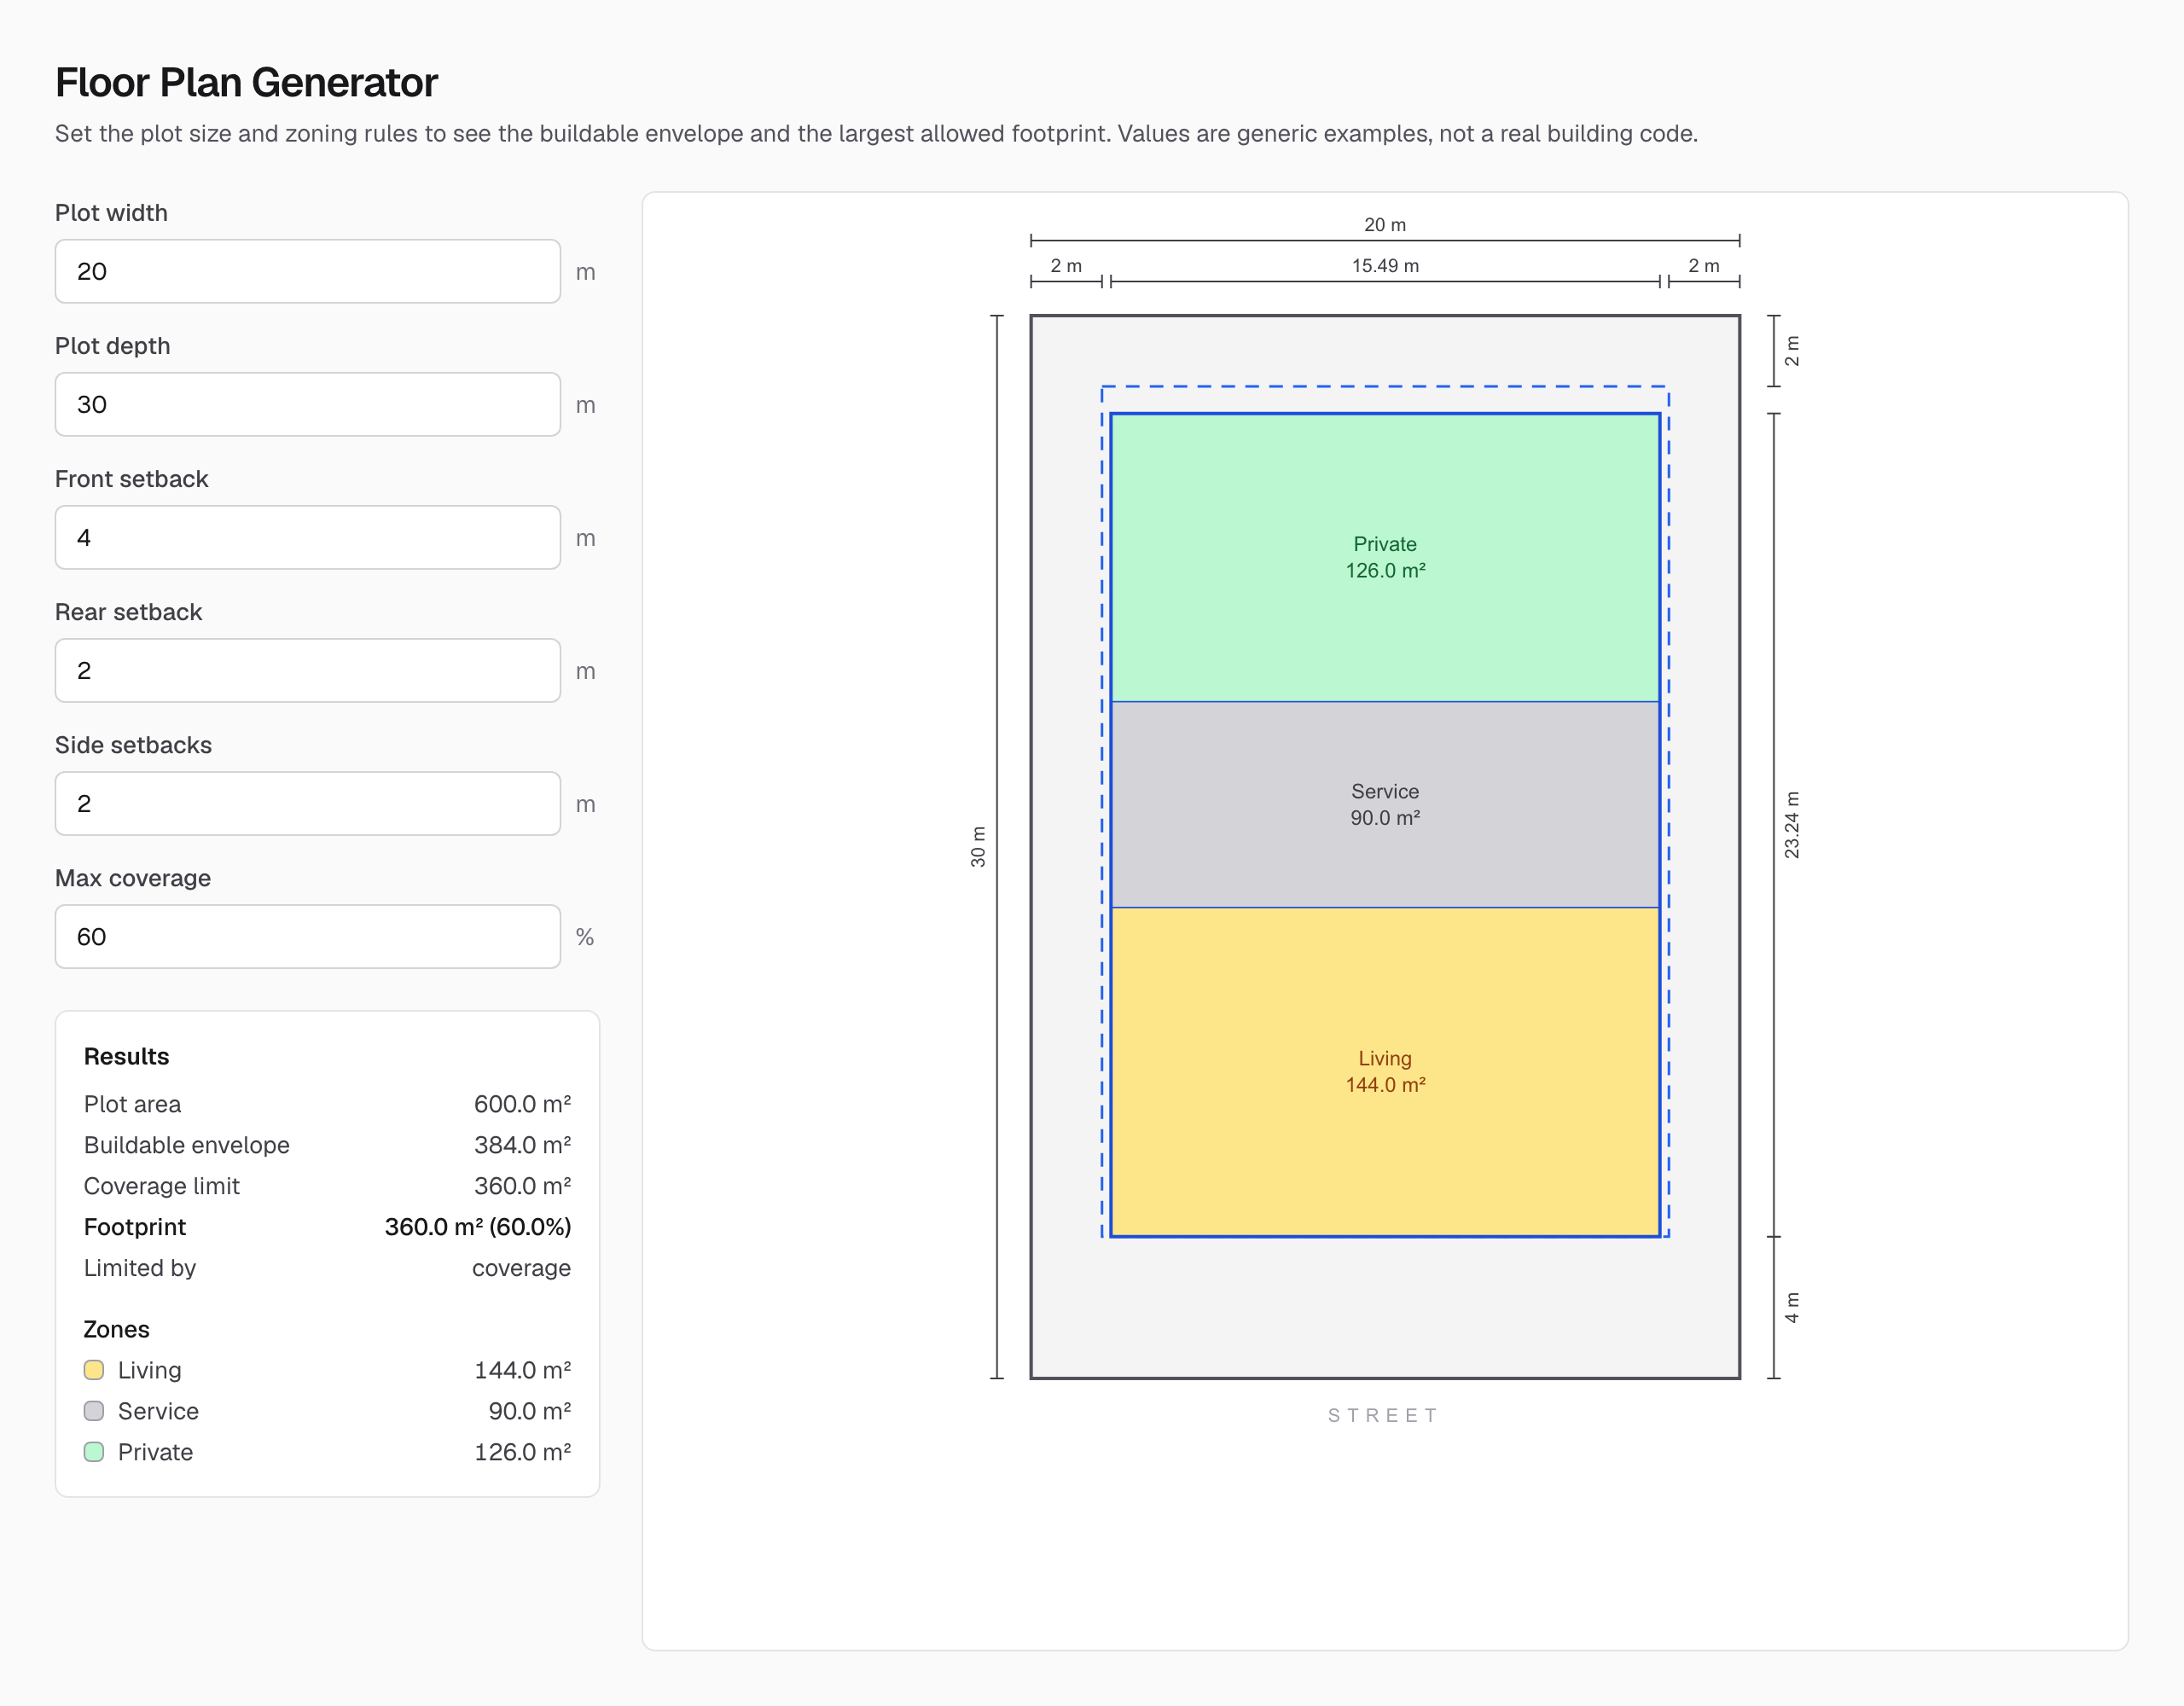 Floor Plan Generator
Set the plot size and zoning rules to see the buildable envelope and the largest allowed footprint. Values are generic examples, not a real building code.
Plot width
20 m
Plot depth
30 m
Front setback
4 m
Rear setback
2 m
Side setbacks
2 m
Max coverage
60 %
Results
Plot area 600.0 m²
Buildable envelope 384.0 m²
Coverage limit 360.0 m²
Footprint 360.0 m² (60.0%)
Limited by coverage
Zones
Living 144.0 m²
Service 90.0 m²
Private 126.0 m²
20 m
2 m 15.49 m 2 m
2 m
Private
126.0 m²
Service
90.0 m²
30 m
23.24 m
Living
144.0 m²
4 m
STREET